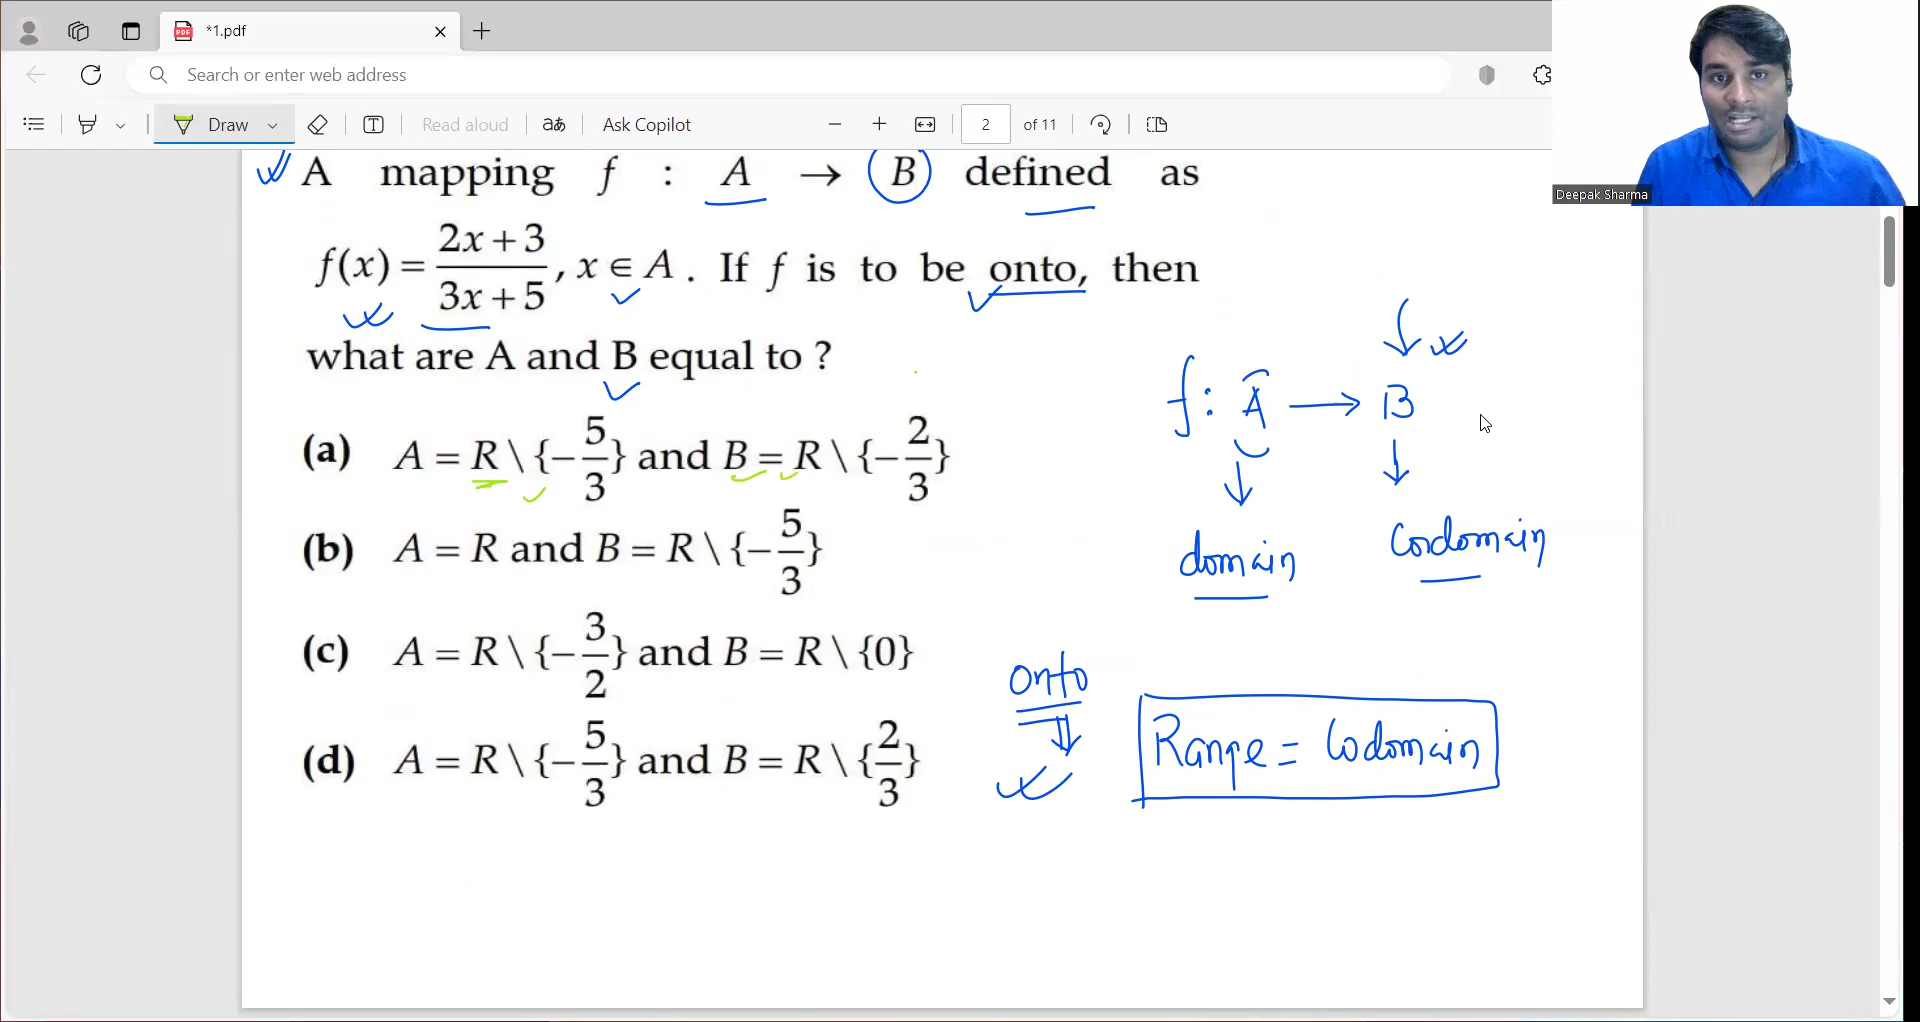 *1.pdf
Search or enter web address
Draw
Read aloud
aあ
Ask Copilot
2 of 11
Deepak Sharma
A mapping f : A → B defined as
f(x) = (2x+3)/(3x+5), x ∈ A. If f is to be onto, then
what are A and B equal to ?
(a) A = R \ {-5/3} and B = R \ {-2/3}
(b) A = R and B = R \ {-5/3}
(c) A = R \ {-3/2} and B = R \ {0}
(d) A = R \ {-5/3} and B = R \ {2/3}
f: A → B
domain
Codomain
onto
Range = Codomain